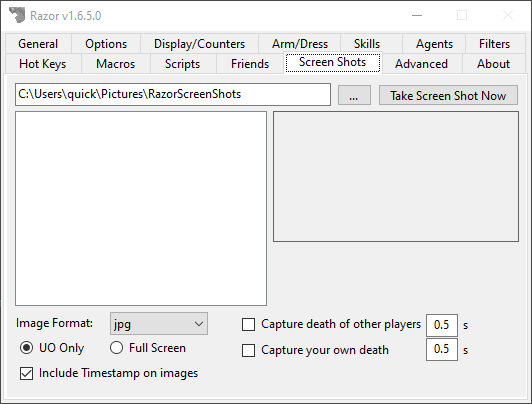 Razor v1.6.5.0
General Options Display/Counters Arm/Dress Skills Agents Filters
Hot Keys Macros Scripts Friends Screen Shots Advanced About
C:\Users\quick\Pictures\RazorScreenShots ... Take Screen Shot Now
Image Format: jpg Capture death of other players 0.5 s
UO Only Full Screen Capture your own death 0.5 s
Include Timestamp on images